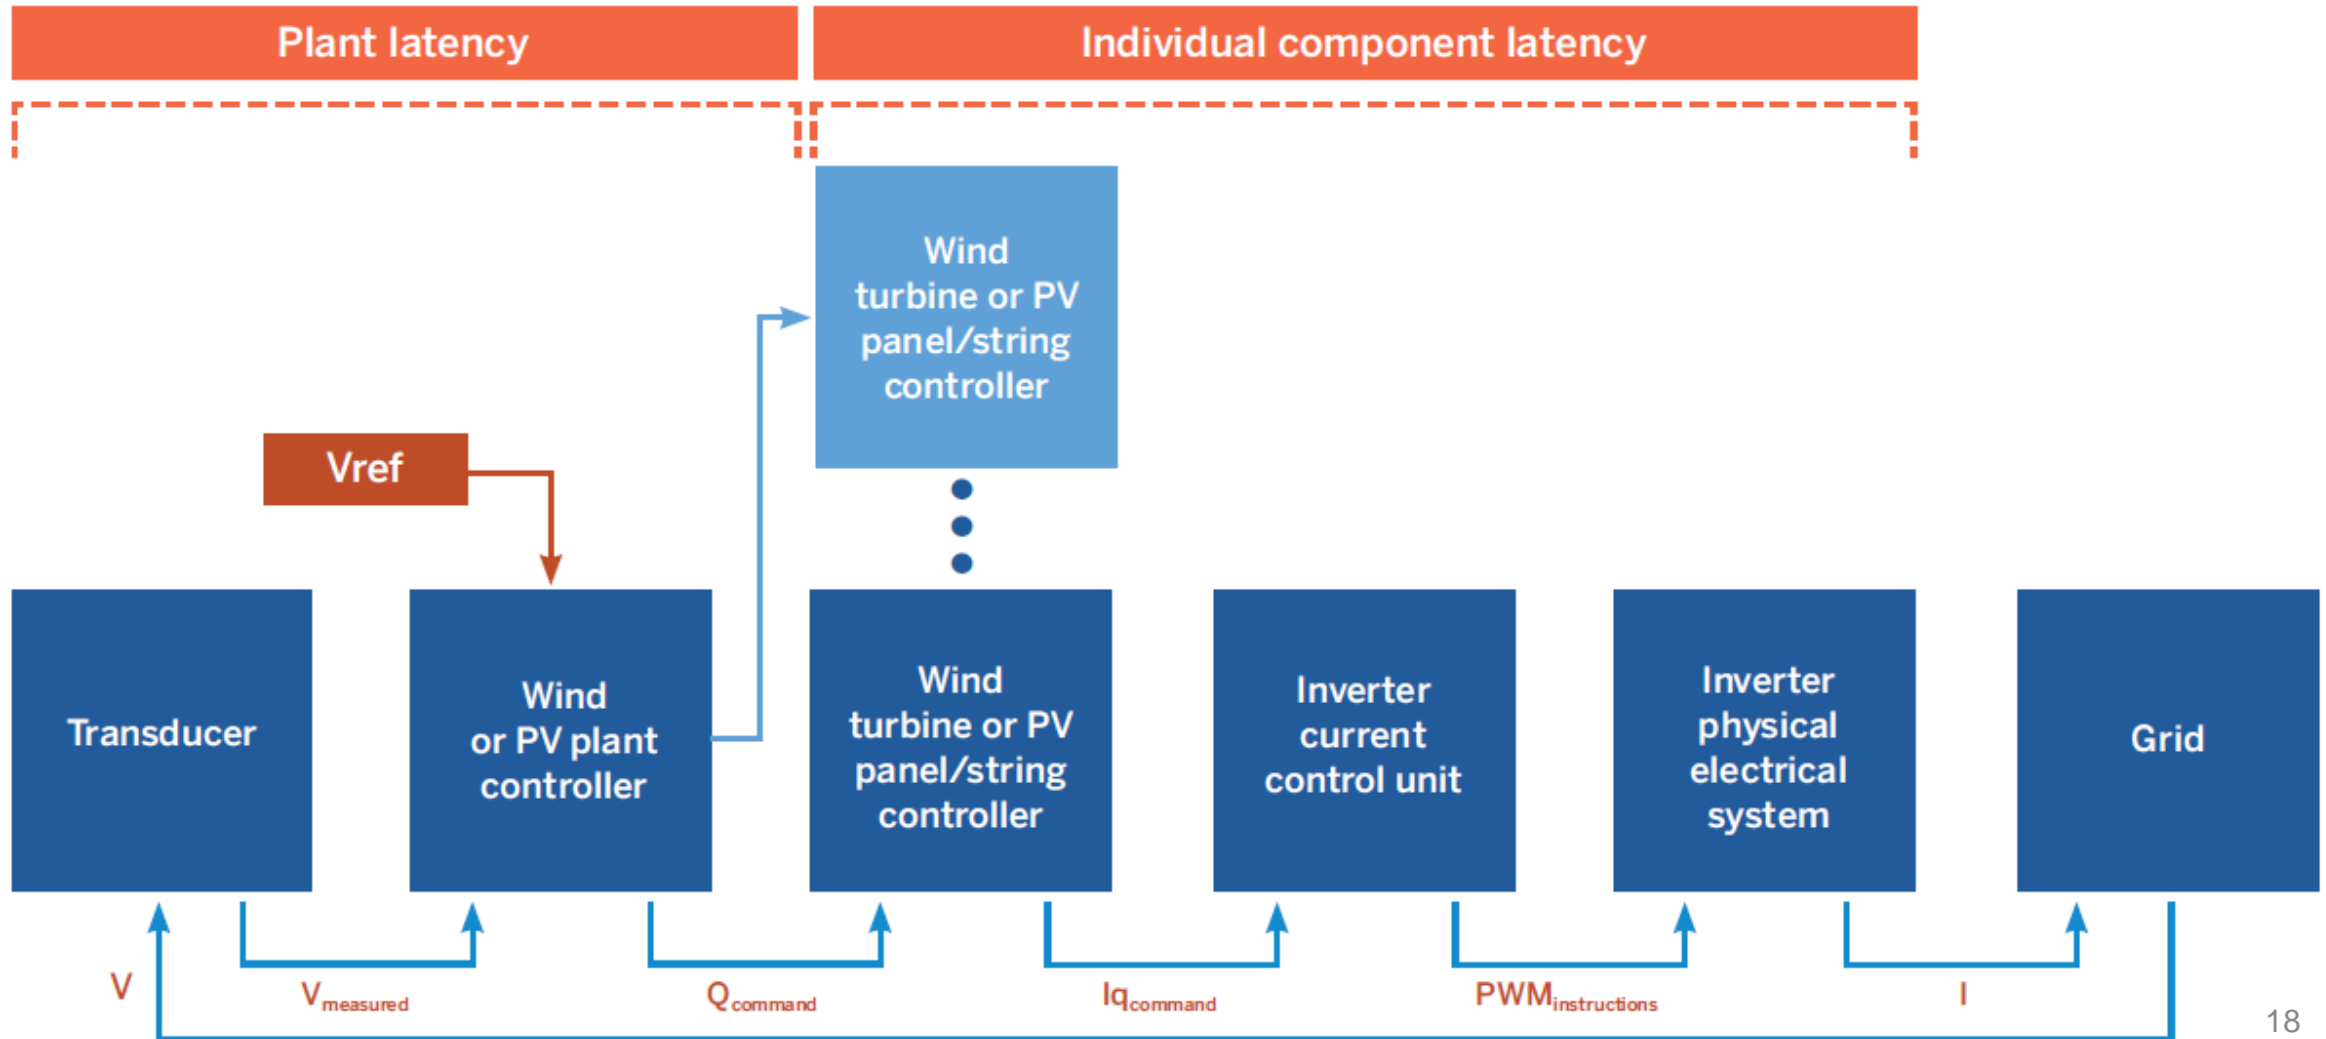 Plant latency
Individual component latency
Wind
turbine or PV
panel/string
controller
Vref
Transducer
Wind
or PV plant
controller
Wind
turbine or PV
panel/string
controller
Inverter
current
control unit
Inverter
physical
electrical
system
Grid
V
Vmeasured
Qcommand
Iqcommand
PWMinstructions
I
18